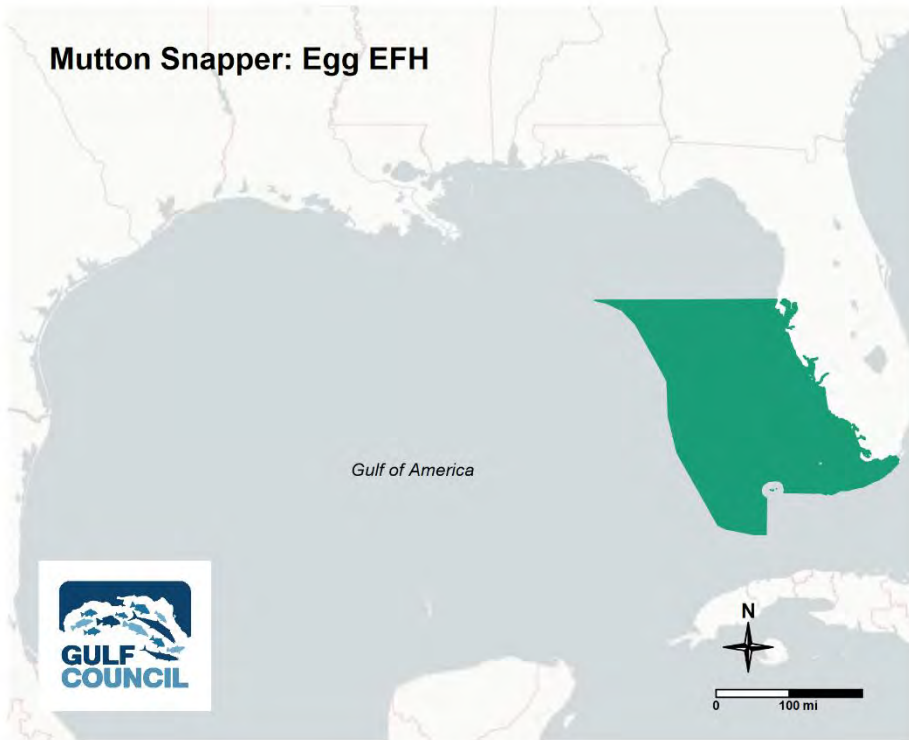 Mutton Snapper: Egg EFH
Gulf of America
GULF
COUNCIL
N
0 100 mi